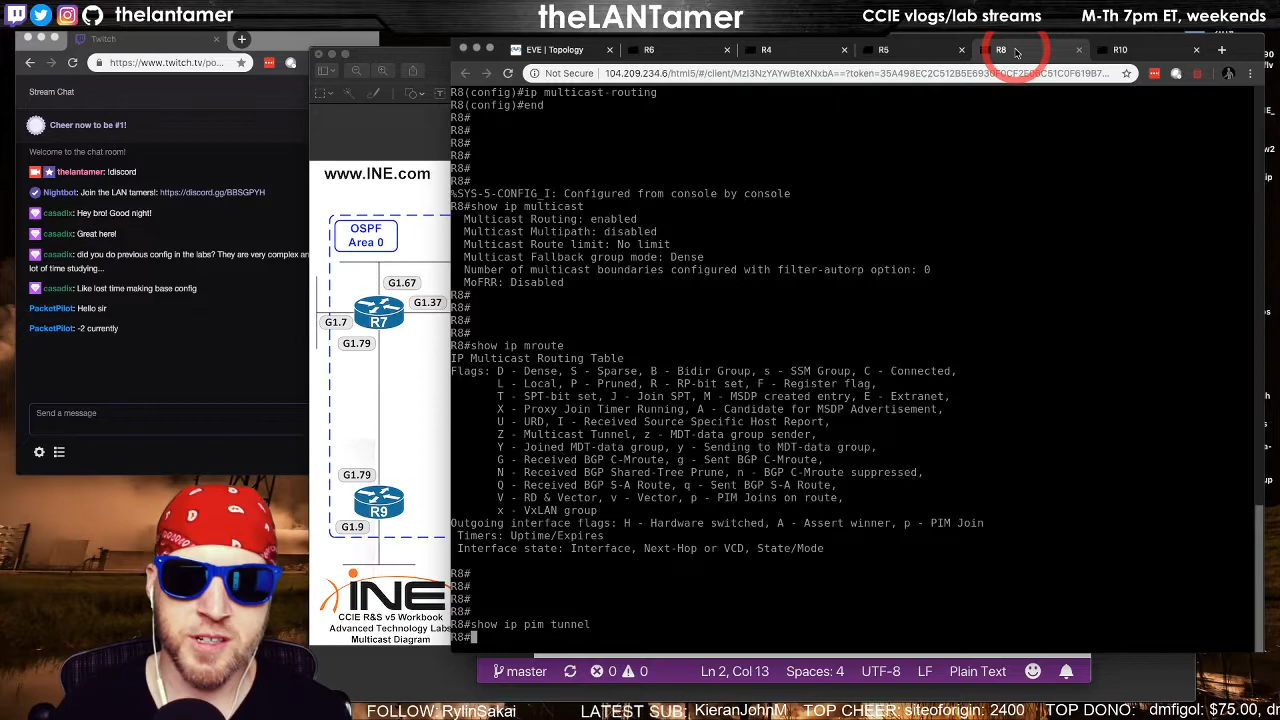 theLANTamer
theLANTamer
CCIE vlogs/lab streams
M-Th 7pm ET, weekends
Twitch
https://www.twitch.tv/po...
Stream Chat
Cheer now to be #1!
Welcome to the chat room!
thelantamer: !discord
Nightbot: Join the LAN tamers!: https://discord.gg/BBSGPYH
casadix: Hey bro! Good night!
casadix: Great here!
casadix: did you do previous config in the labs? They are very complex an
lot of time studying...
casadix: Like lost time making base config
PacketPilot: Hello sir
PacketPilot: -2 currently
Send a message
www.INE.com
OSPF
Area 0
G1.67
G1.37
G1.7
R7
G1.79
G1.79
R9
G1.9
INE
CCIE R&S v5 Workbook
Advanced Technology Labs
Multicast Diagram
EVE | Topology
R6
R4
R5
R8
R10
Not Secure
R8(config)#ip multicast-routing
R8(config)#end
R8#
R8#
R8#
R8#
R8#
R8#
%SYS-5-CONFIG_I: Configured from console by console
R8#show ip multicast
Multicast Routing: enabled
Multicast Multipath: disabled
Multicast Route limit: No limit
Multicast Fallback group mode: Dense
Number of multicast boundaries configured with filter-autorp option: 0
MoFRR: Disabled
R8#
R8#
R8#
R8#
R8#show ip mroute
IP Multicast Routing Table
Flags: D - Dense, S - Sparse, B - Bidir Group, s - SSM Group, C - Connected,
L - Local, P - Pruned, R - RP-bit set, F - Register flag,
T - SPT-bit set, J - Join SPT, M - MSDP created entry, E - Extranet,
X - Proxy Join Timer Running, A - Candidate for MSDP Advertisement,
U - URD, I - Received Source Specific Host Report,
Z - Multicast Tunnel, z - MDT-data group sender,
Y - Joined MDT-data group, y - Sending to MDT-data group,
G - Received BGP C-Mroute, g - Sent BGP C-Mroute,
N - Received BGP Shared-Tree Prune, n - BGP C-Mroute suppressed,
Q - Received BGP S-A Route, q - Sent BGP S-A Route,
V - RD & Vector, v - Vector, p - PIM Joins on route,
x - VxLAN group
Outgoing interface flags: H - Hardware switched, A - Assert winner, p - PIM Join
Timers: Uptime/Expires
Interface state: Interface, Next-Hop or VCD, State/Mode
R8#
R8#
R8#
R8#
R8#show ip pim tunnel
R8#
master
0
0
Ln 2, Col 13
Spaces: 4
UTF-8
LF
Plain Text
FOLLOW: RylinSakai
LATEST SUB: KieranJohnM
TOP CHEER: siteoforigin: 2400
TOP DONO: dmfigol: $75.00, dm